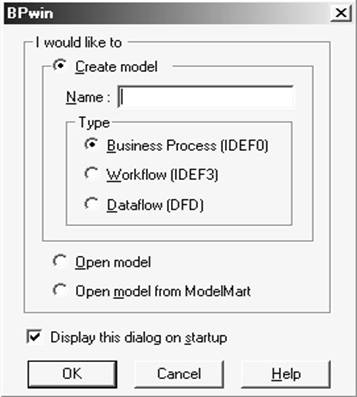 BPwin
I would like to
Create model
Name :
Type
Business Process (IDEF0)
Workflow (IDEF3)
Dataflow (DFD)
Open model
Open model from ModelMart
Display this dialog on startup
OK Cancel Help